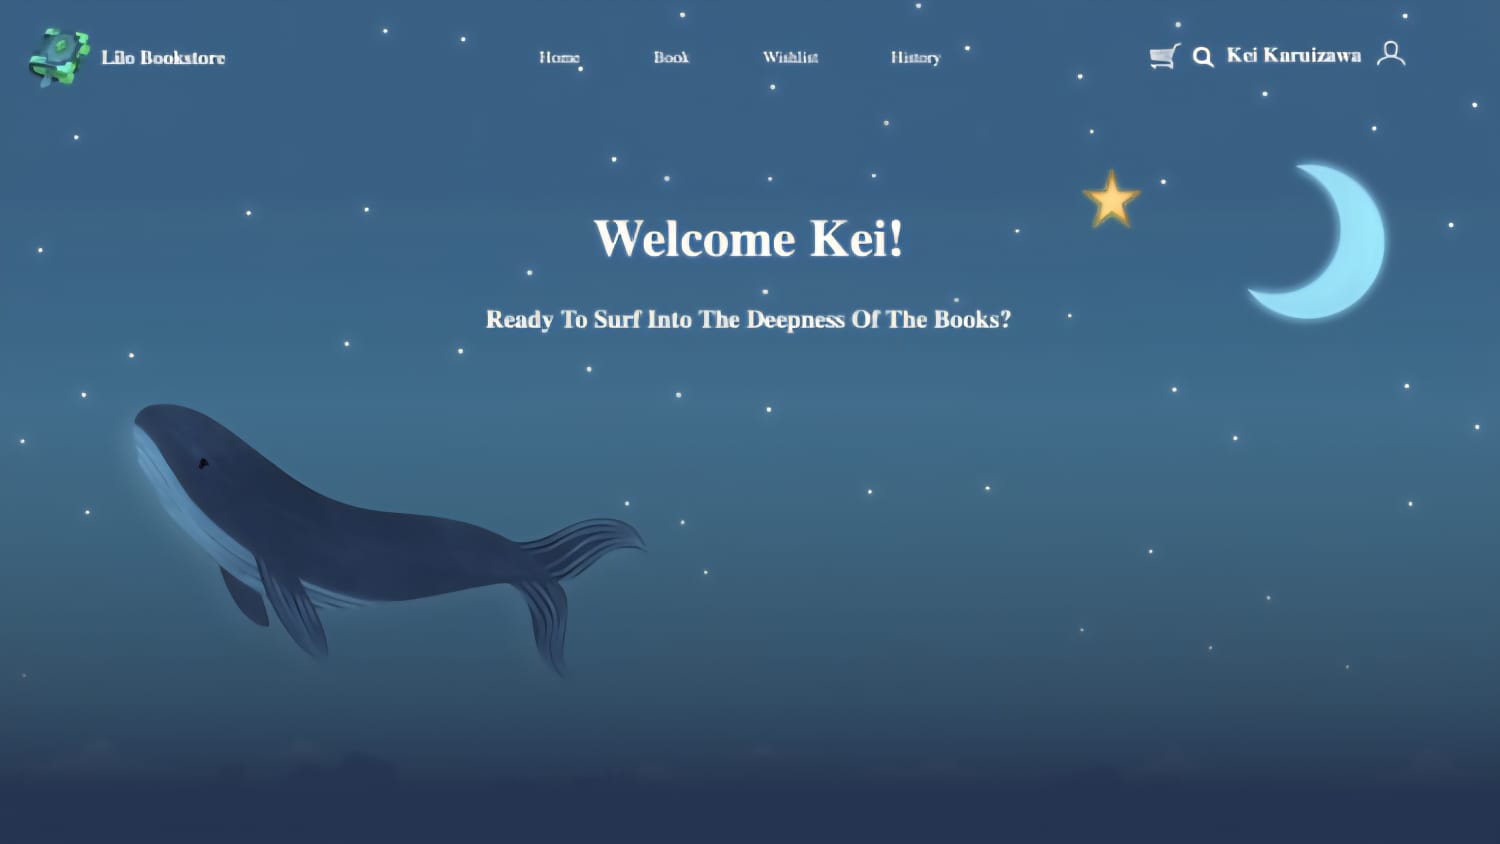 Lilo Bookstore
Home
Book
Wishlist
History
Kei Karuizawa
Welcome Kei!
Ready To Surf Into The Deepness Of The Books?